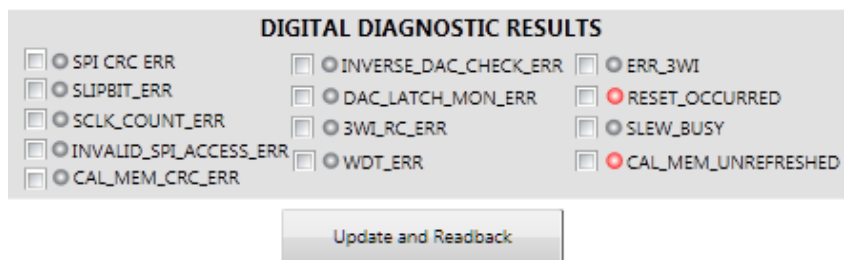 DIGITAL DIAGNOSTIC RESULTS
SPI CRC ERR
SLIPBIT_ERR
SCLK_COUNT_ERR
INVALID_SPI_ACCESS_ERR
CAL_MEM_CRC_ERR
INVERSE_DAC_CHECK_ERR
DAC_LATCH_MON_ERR
3WI_RC_ERR
WDT_ERR
ERR_3WI
RESET_OCCURRED
SLEW_BUSY
CAL_MEM_UNREFRESHED
Update and Readback